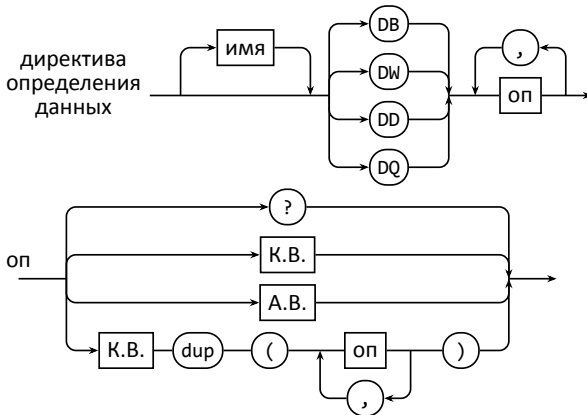 директива определения данных
имя
DB
DW
DD
DQ
,
оп
оп
?
К.В.
А.В.
К.В. dup ( оп )
,